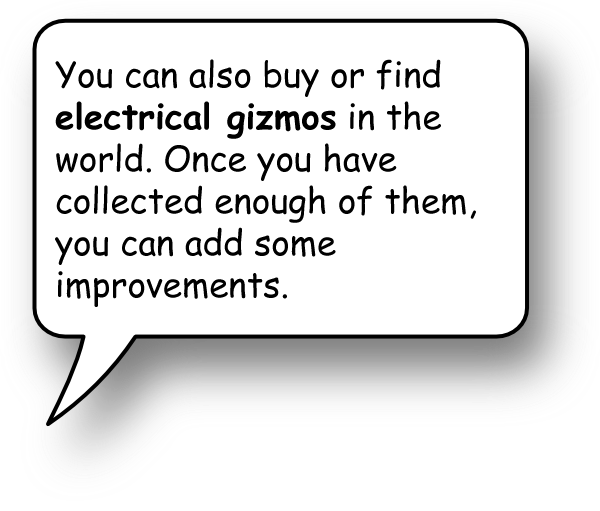 You can also buy or find
electrical gizmos in the
world. Once you have
collected enough of them,
you can add some
improvements.